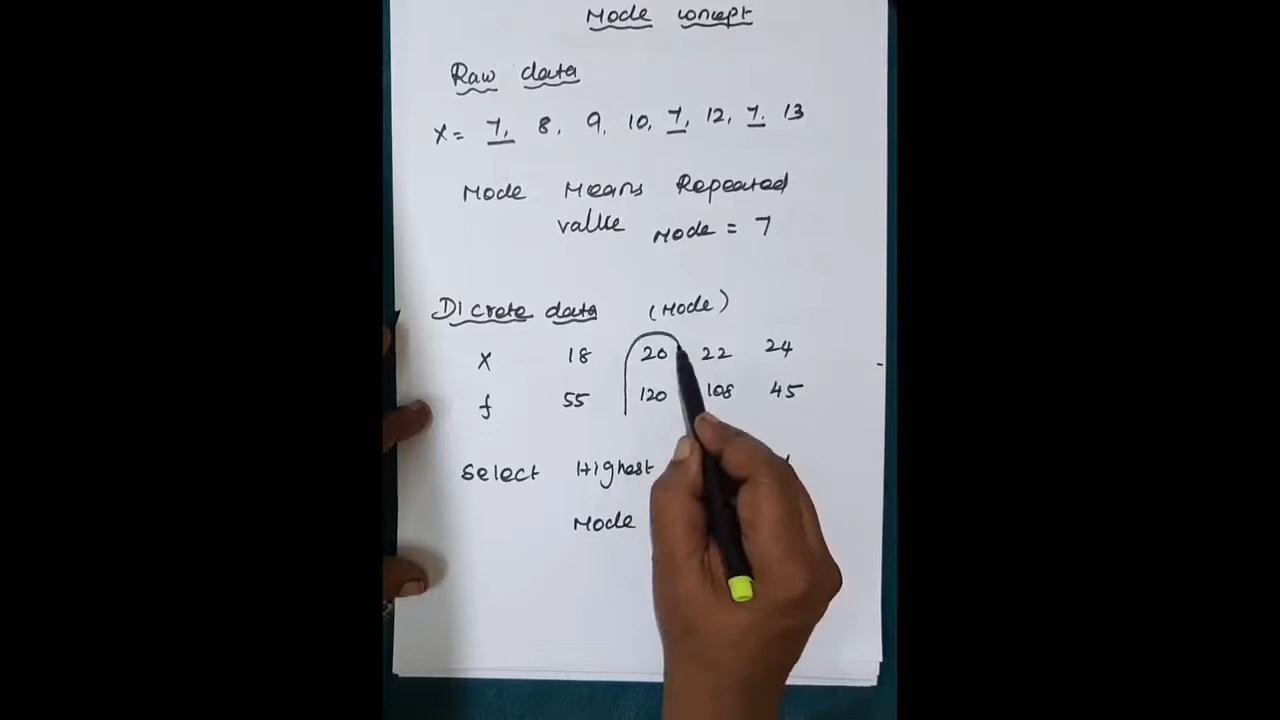 Mode concept
Raw data
X = 7, 8, 9, 10, 7, 12, 7, 13
Mode Means Repeated
value Mode = 7
Discrete data (Mode)
X 18 20 22 24
f 55 120 108 45
Select Highest
Mode